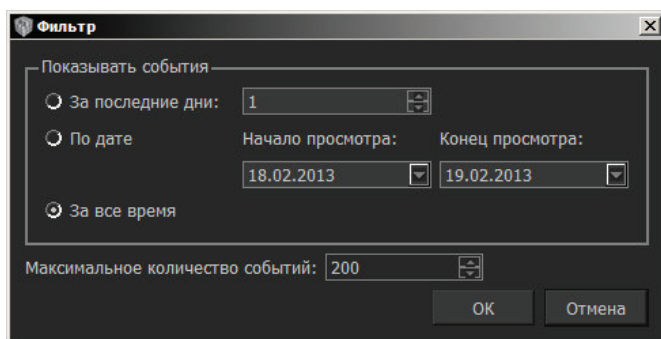 Фильтр
Показывать события
За последние дни: 1
По дате Начало просмотра: Конец просмотра:
18.02.2013 19.02.2013
За все время
Максимальное количество событий: 200
OK Отмена